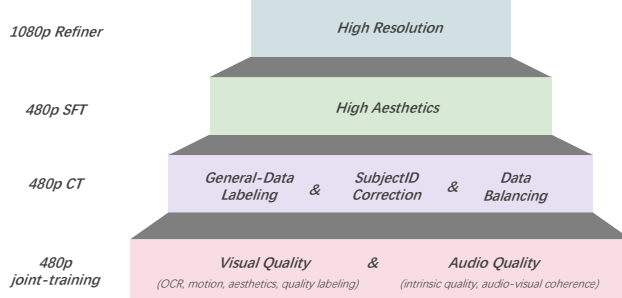 1080p Refiner
High Resolution
480p SFT
High Aesthetics
480p CT
General-Data
Labeling
&
SubjectID
Correction
&
Data
Balancing
480p
joint-training
Visual Quality
&
Audio Quality
(OCR, motion, aesthetics, quality labeling)
(intrinsic quality, audio-visual coherence)